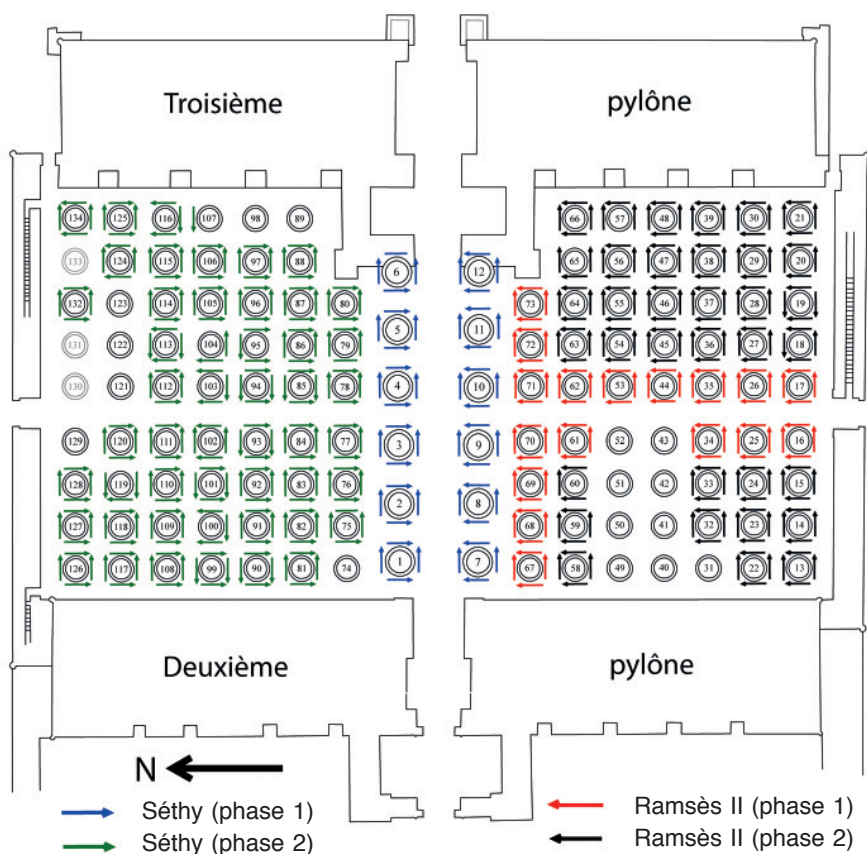 Troisième pylône
134 125 116 107 98 89 66 57 48 39 30 21
133 124 115 106 97 88 6 12 65 56 47 38 29 20
132 123 114 105 96 87 80 73 64 55 46 37 28 19
131 122 113 104 95 86 79 5 11 72 63 54 45 36 27 18
130 121 112 103 94 85 78 4 10 71 62 53 44 35 26 17
129 120 111 102 93 84 77 3 9 70 61 52 43 34 25 16
128 119 110 101 92 83 76 2 8 69 60 51 42 33 24 15
127 118 109 100 91 82 75 68 59 50 41 32 23 14
126 117 108 99 90 81 74 1 7 67 58 49 40 31 22 13
Deuxième pylône
N
Séthy (phase 1)
Séthy (phase 2)
Ramsès II (phase 1)
Ramsès II (phase 2)